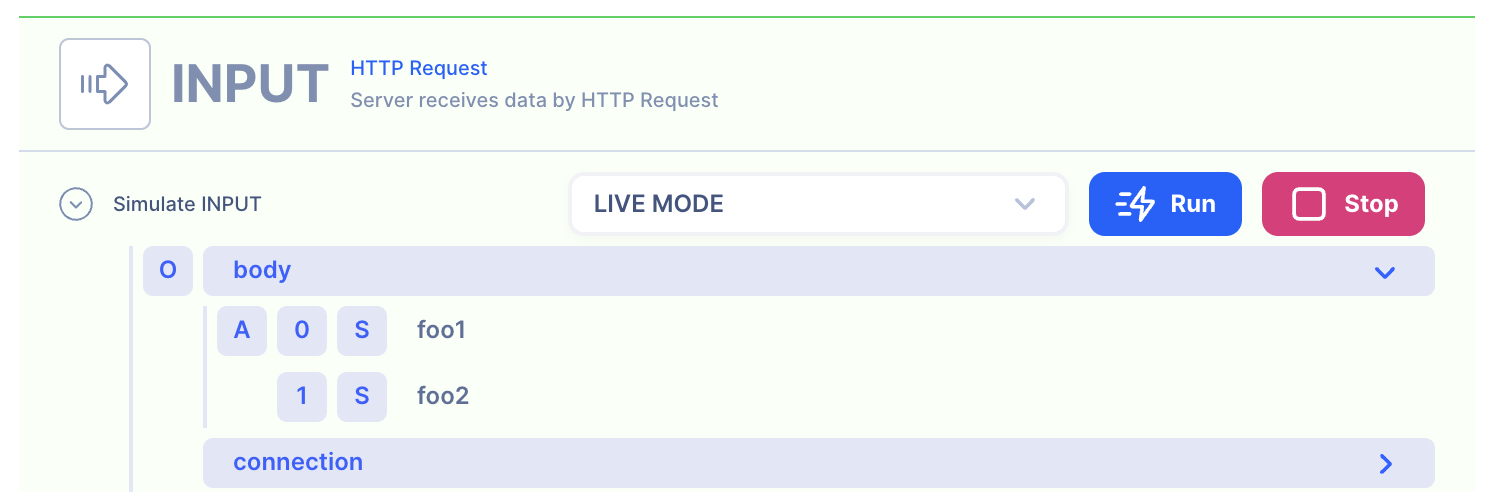 INPUT
HTTP Request
Server receives data by HTTP Request
Simulate INPUT
LIVE MODE
Run
Stop
O body
A 0 S foo1
1 S foo2
connection